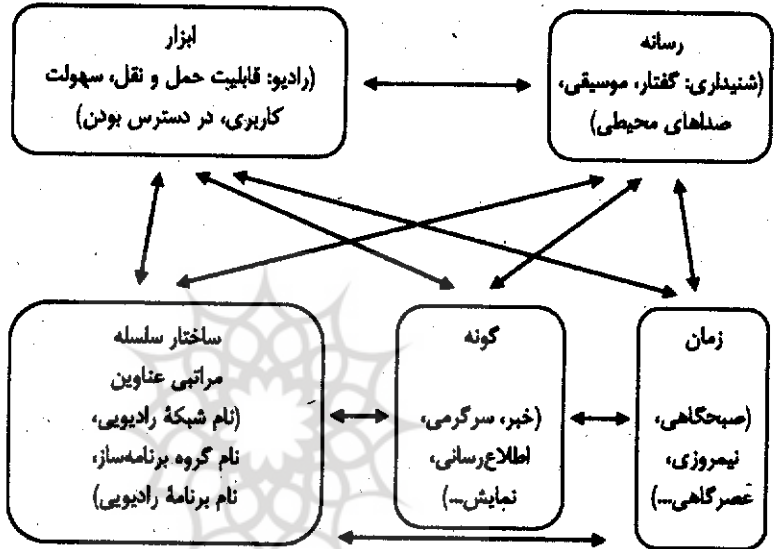 رسانه
(شنیداری: گفتار، موسیقی،
صداهای محیطی)
ابزار
(رادیو: قابلیت حمل و نقل، سهولت
کاربری، در دسترس بودن)
زمان
(صبحگاهی،
نیمروزی،
عصرگاهی...)
گونه
(خبر، سرگرمی،
اطلاع‌رسانی،
نمایش...)
ساختار سلسله
مراتبی عناوین
(نام شبکهٔ رادیویی،
نام گروه برنامه‌ساز،
نام برنامهٔ رادیویی)